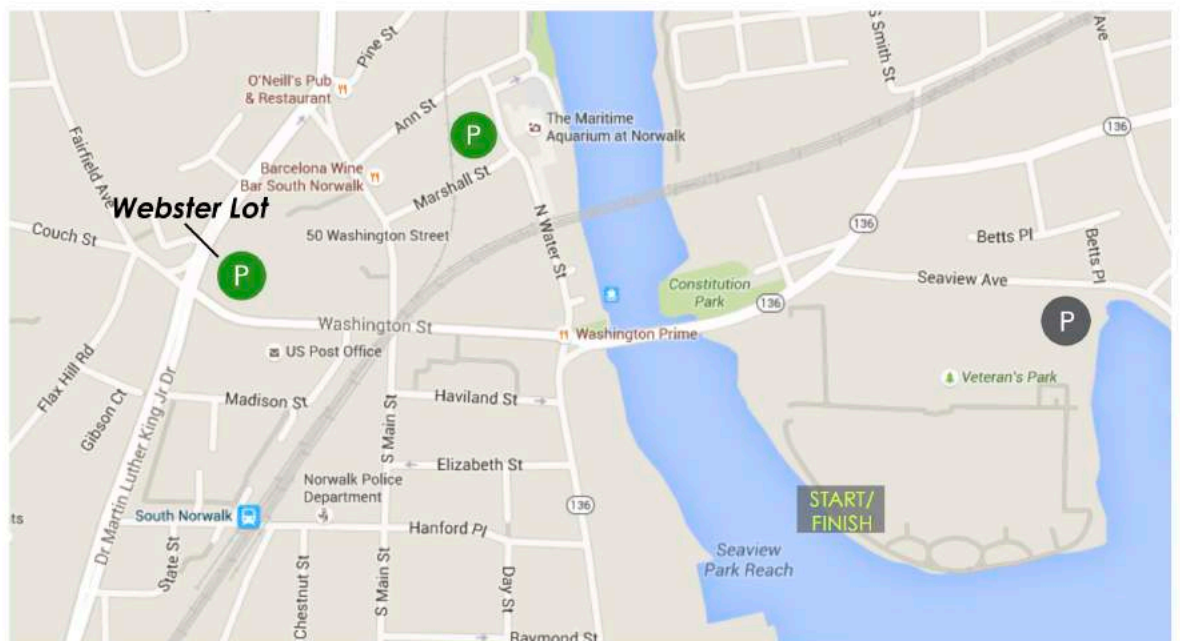 S Smith St
Ave
Pine St
O'Neill's Pub
& Restaurant
Ann St
P
The Maritime
Aquarium at Norwalk
136
Fairfield Ave
Barcelona Wine
Bar South Norwalk
Marshall St
Webster Lot
Couch St
50 Washington Street
N Water St
136
Betts Pl
Betts Pl
P
Constitution
Park
136
Seaview Ave
P
Washington St
Washington Prime
US Post Office
Veteran's Park
Flax Hill Rd
Gibson Ct
Madison St
Haviland St
S Main St
Dr Martin Luther King Jr Dr
Elizabeth St
Norwalk Police
Department
START/
FINISH
136
ts
South Norwalk
Hanford Pl
Seaview
Park Reach
State St
Chestnut St
S Main St
Day St
Raymond St